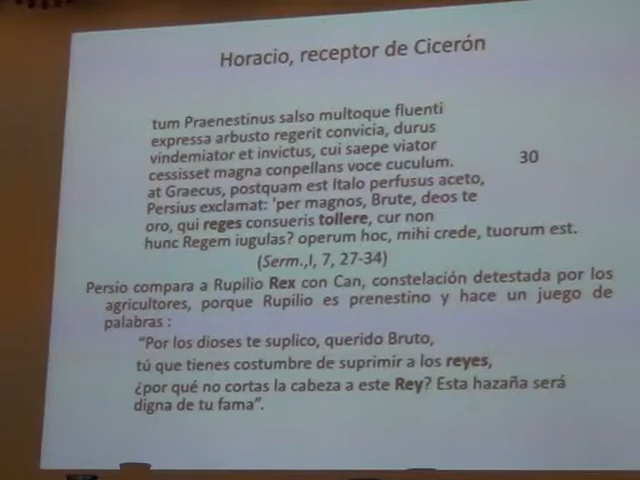 Horacio, receptor de Cicerón
tum Praenestinus salso multoque fluenti
expressa arbusto regerit convicia, durus
vindemiator et invictus, cui saepe viator
cessisset magna conpellans voce cuculum. 30
at Graecus, postquam est Italo perfusus aceto,
Persius exclamat: 'per magnos, Brute, deos te
oro, qui reges consueris tollere, cur non
hunc Regem iugulas? operum hoc, mihi crede, tuorum est.
(Serm.,I, 7, 27-34)
Persio compara a Rupilio Rex con Can, constelación detestada por los
agricultores, porque Rupilio es prenestino y hace un juego de
palabras :
“Por los dioses te suplico, querido Bruto,
tú que tienes costumbre de suprimir a los reyes,
¿por qué no cortas la cabeza a este Rey? Esta hazaña será
digna de tu fama”.